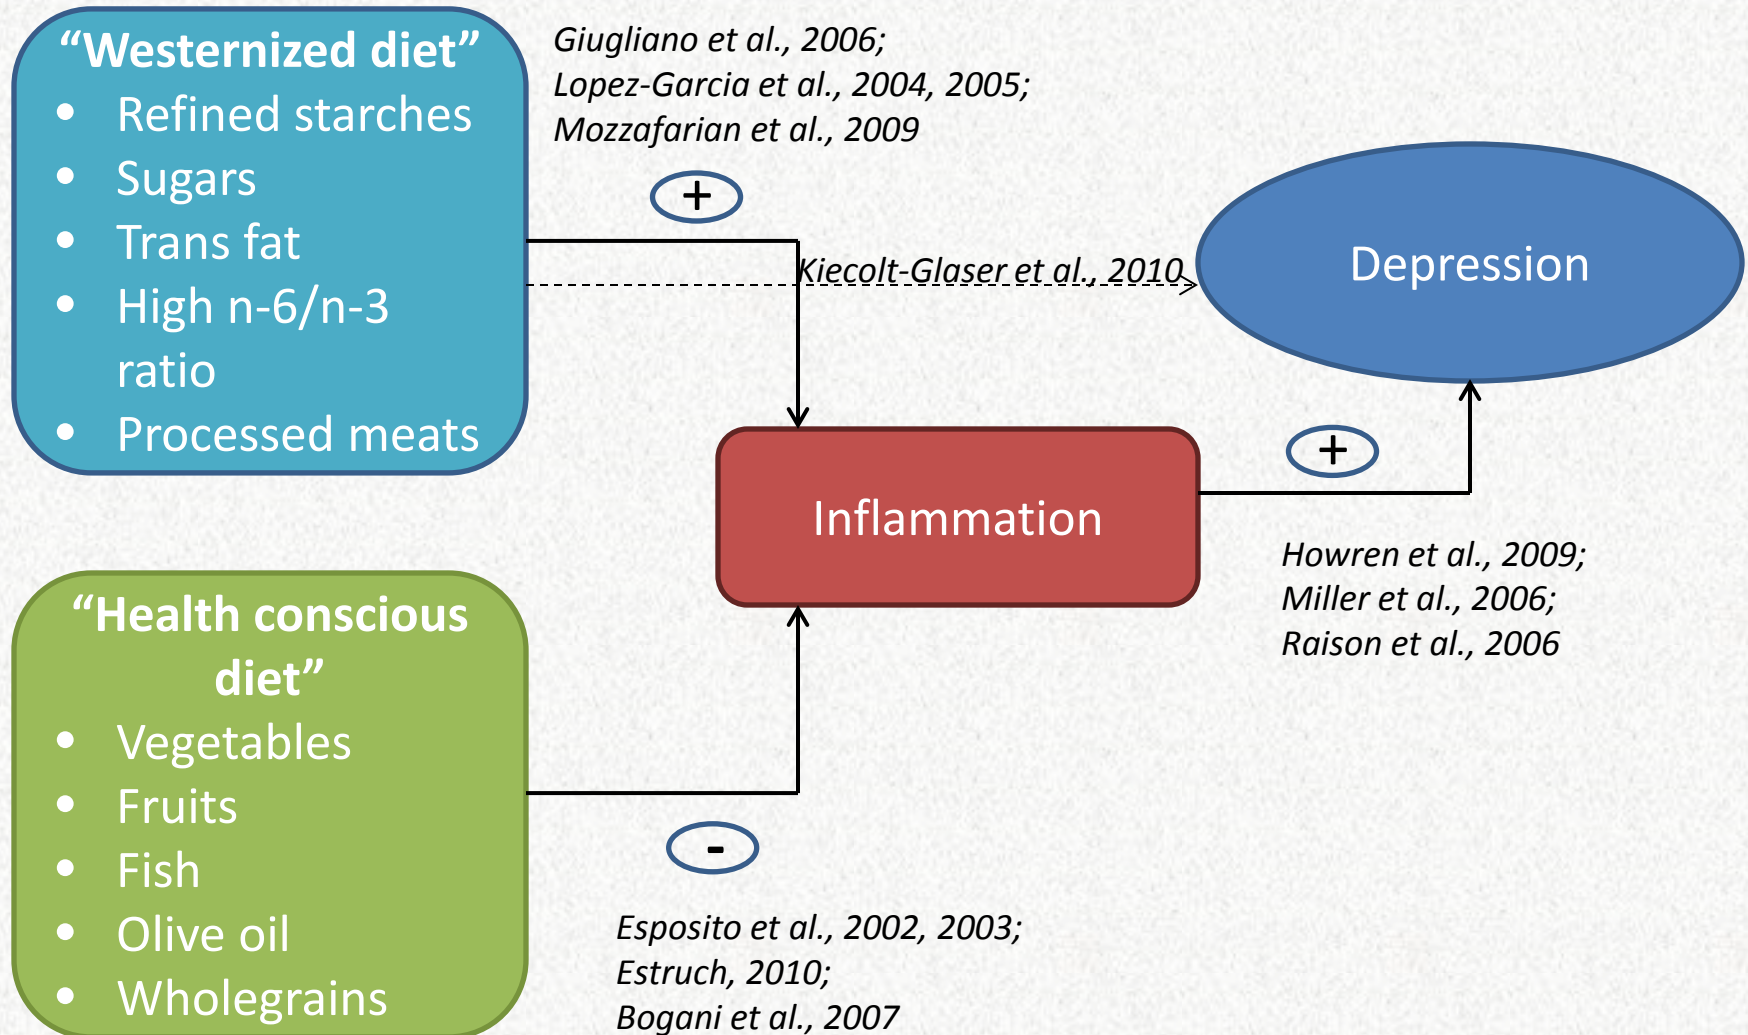 “Westernized diet”
• Refined starches
• Sugars
• Trans fat
• High n-6/n-3
ratio
• Processed meats
Giugliano et al., 2006;
Lopez-Garcia et al., 2004, 2005;
Mozzafarian et al., 2009
+
Kiecolt-Glaser et al., 2010
Depression
Inflammation
+
Howren et al., 2009;
Miller et al., 2006;
Raison et al., 2006
“Health conscious
diet”
• Vegetables
• Fruits
• Fish
• Olive oil
• Wholegrains
-
Esposito et al., 2002, 2003;
Estruch, 2010;
Bogani et al., 2007